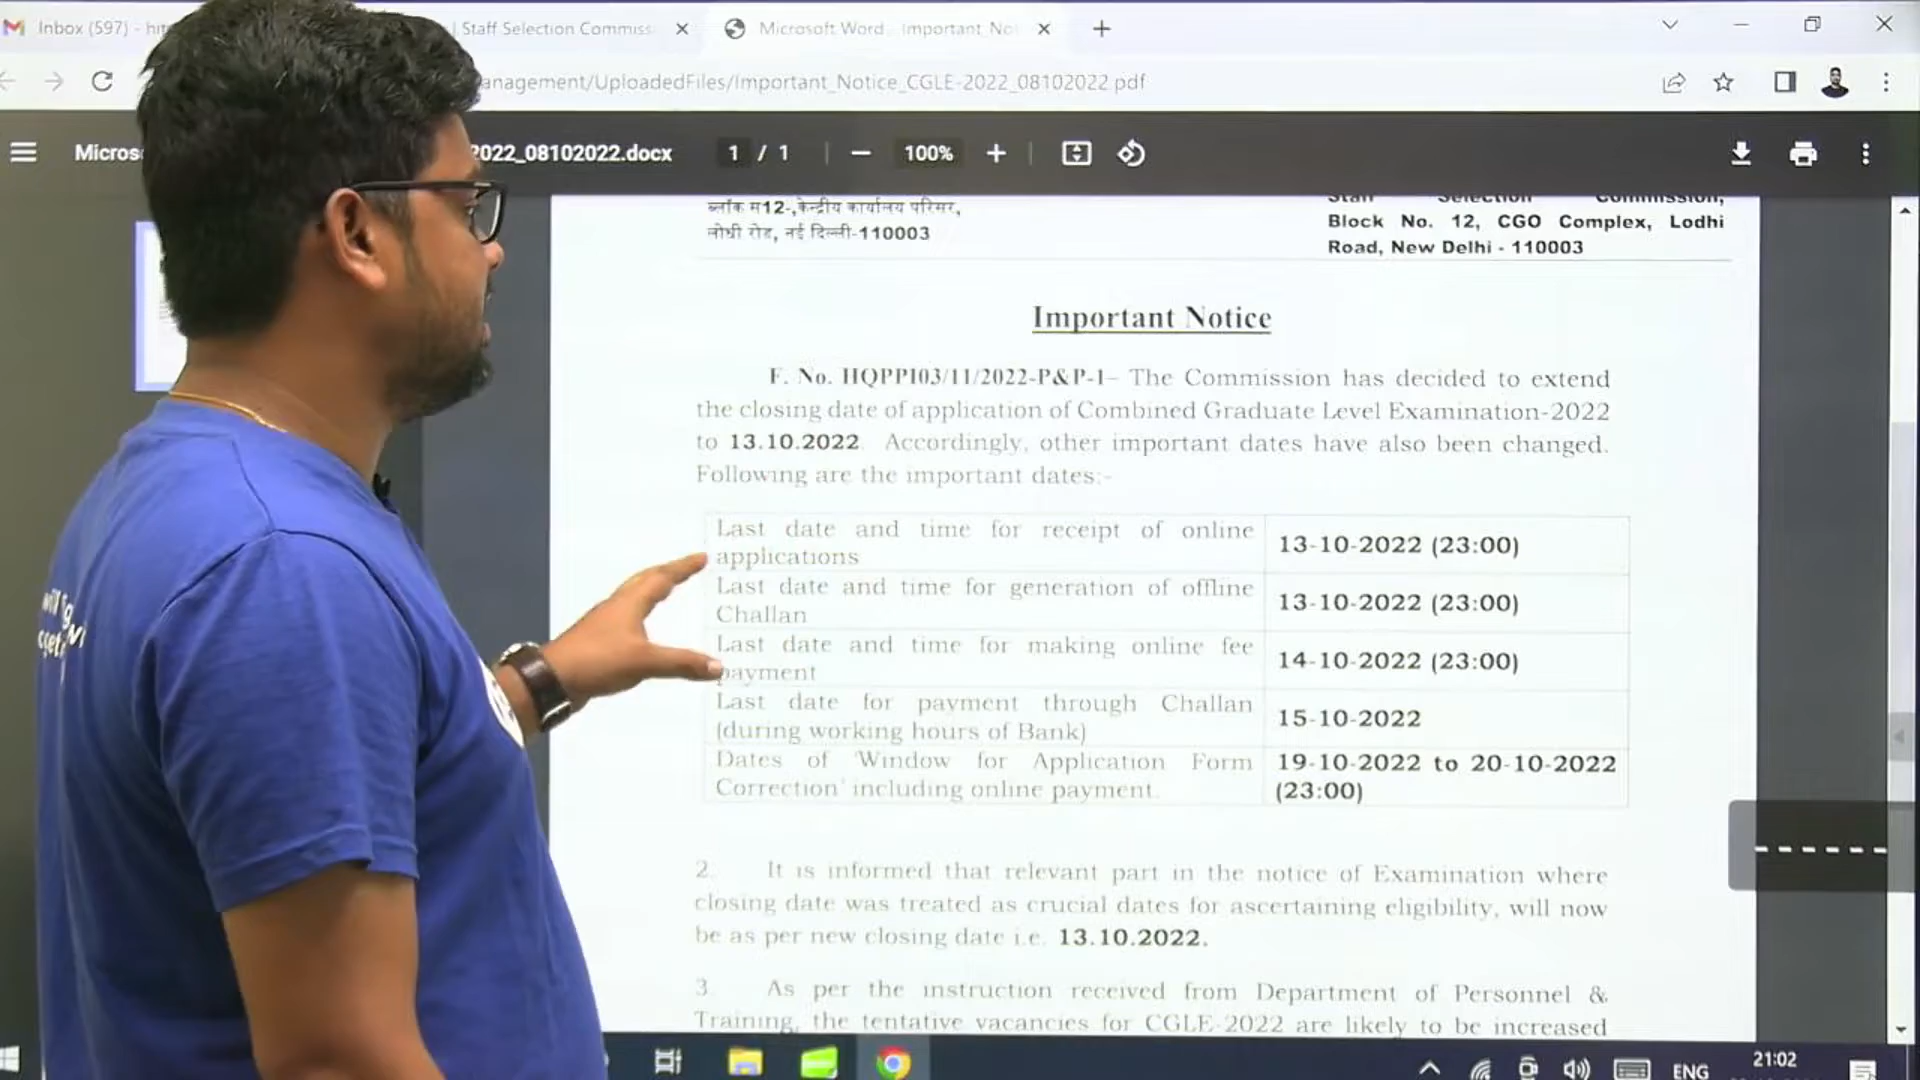 Inbox (597) - hit
| Staff Selection Commiss
Microsoft Word - Important_No
anagement/UploadedFiles/Important_Notice_CGLE-2022_08102022.pdf
Micros
2022_08102022.docx
1 / 1
100%
ब्लॉक म12-,केन्द्रीय कार्यालय परिसर,
लोधी रोड, नई दिल्ली-110003
Staff Selection Commission,
Block No. 12, CGO Complex, Lodhi
Road, New Delhi - 110003
Important Notice
F. No. HQPPI03/11/2022-P&P-1– The Commission has decided to extend
the closing date of application of Combined Graduate Level Examination-2022
to 13.10.2022. Accordingly, other important dates have also been changed.
Following are the important dates:-
Last date and time for receipt of online
applications
13-10-2022 (23:00)
Last date and time for generation of offline
Challan
13-10-2022 (23:00)
Last date and time for making online fee
payment
14-10-2022 (23:00)
Last date for payment through Challan
(during working hours of Bank)
15-10-2022
Dates of 'Window for Application Form
Correction' including online payment.
19-10-2022 to 20-10-2022
(23:00)
2. It is informed that relevant part in the notice of Examination where
closing date was treated as crucial dates for ascertaining eligibility, will now
be as per new closing date i.e. 13.10.2022.
3. As per the instruction received from Department of Personnel &
Training, the tentative vacancies for CGLE-2022 are likely to be increased
ENG
21:02